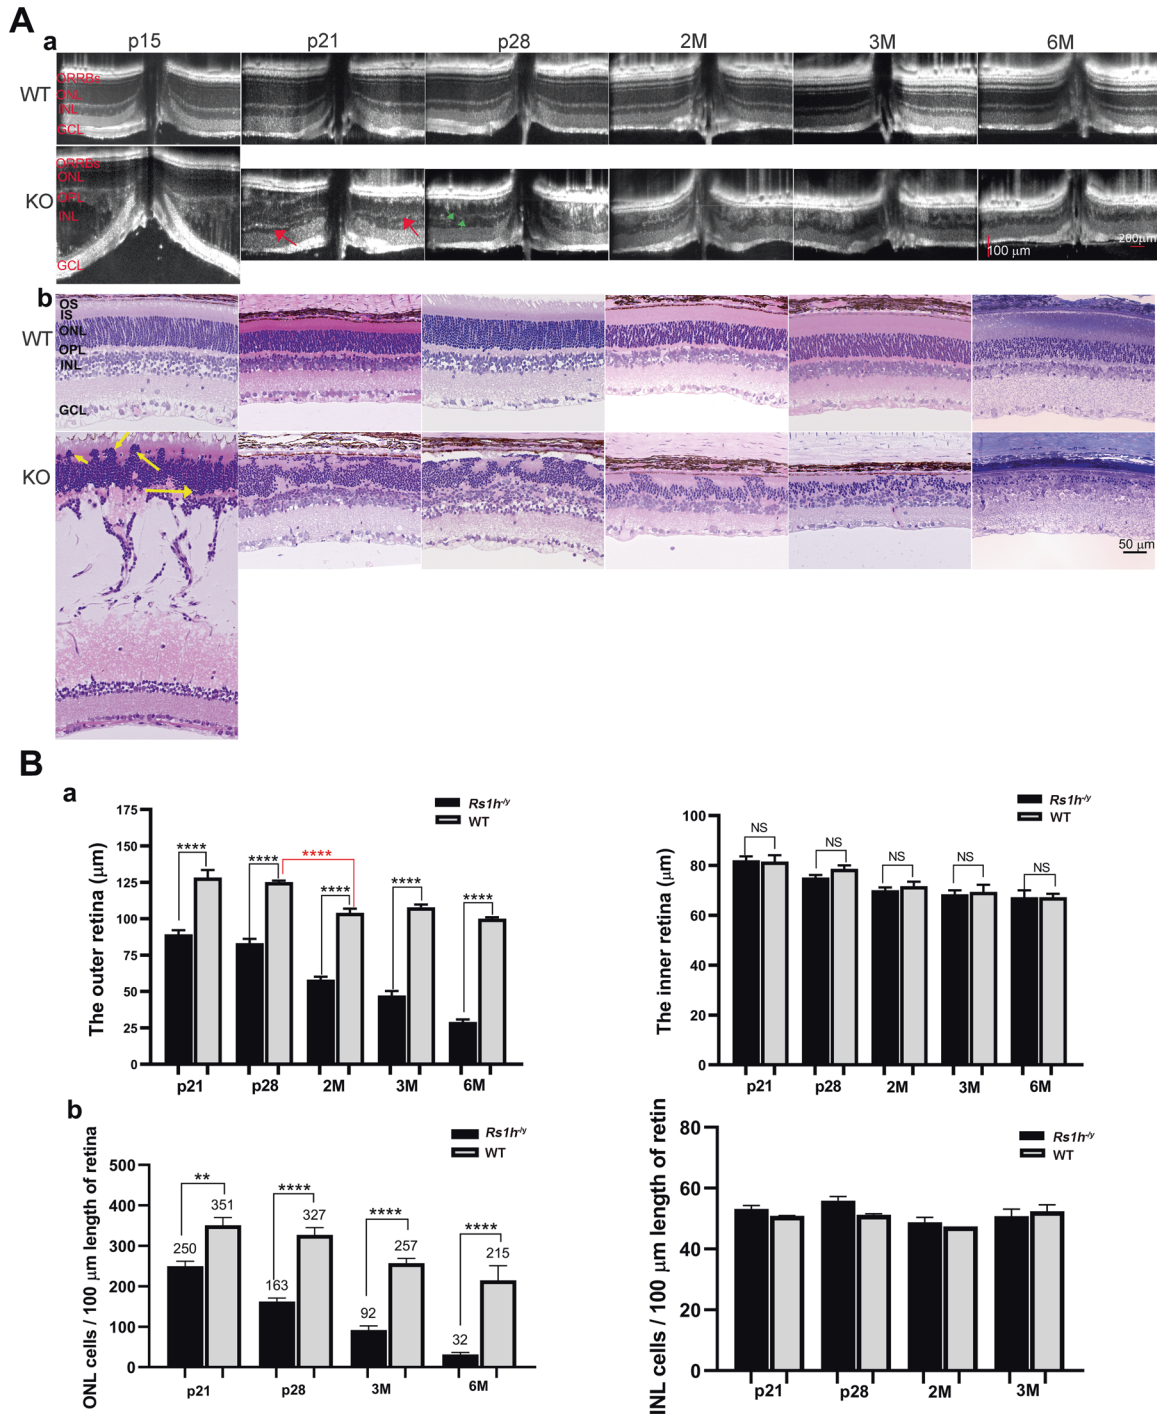 A
a
p15 p21 p28 2M 3M 6M
WT
ORRBs
ONL
INL
GCL
KO
ORRBs
ONL
OPL
INL
GCL
100 μm
200μm
b
WT
OS
IS
ONL
OPL
INL
GCL
KO
50 μm
B
a
The outer retina (μm)
175
150
125
100
75
50
25
0
Rs1h-/y
WT
**** **** **** **** **** ****
p21 p28 2M 3M 6M
The inner retina (μm)
100
80
60
40
20
0
Rs1h-/y
WT
NS NS NS NS NS
p21 p28 2M 3M 6M
b
ONL cells / 100 μm length of retina
500
400
300
200
100
0
Rs1h-/y
WT
** **** **** ****
250 351 163 327 92 257 32 215
p21 p28 3M 6M
INL cells / 100 μm length of retin
80
60
40
20
0
Rs1h-/y
WT
p21 p28 2M 3M